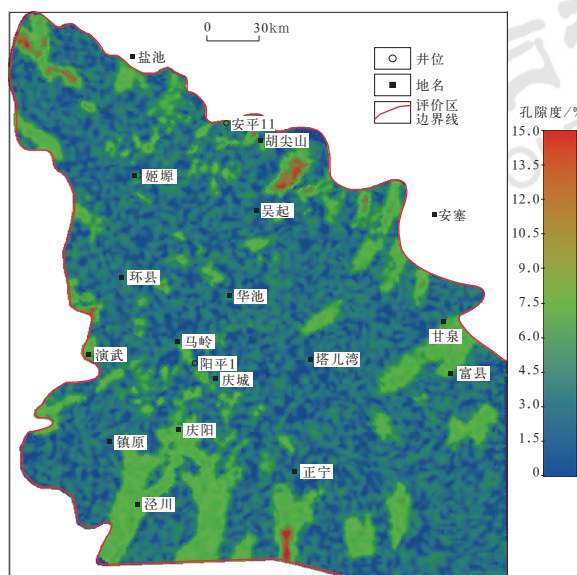 0 30km
盐池
井位
地名
评价区
边界线
孔隙度/%
安平11
胡尖山
15.0
姬塬
13.5
吴起
安塞
12.0
10.5
环县
华池
9.0
甘泉
7.5
马岭
演武
塔儿湾
6.0
阳平1
庆城
富县
4.5
庆阳
3.0
镇原
1.5
正宁
0
泾川